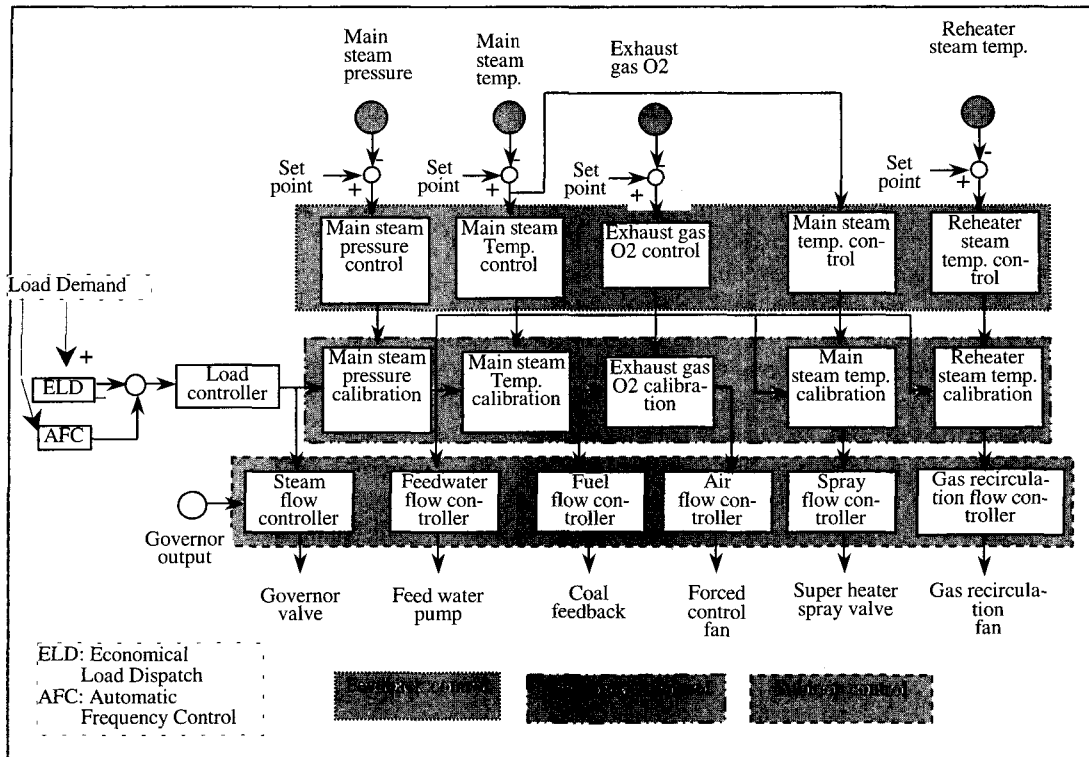 Main
steam
pressure
Main
steam
temp.
Exhaust
gas O2
Reheater
steam temp.
Set
point
-
+
Set
point
-
+
Set
point
-
+
Set
point
-
+
Main steam
pressure
control
Main steam
Temp.
control
Exhaust gas
O2 control
Main steam
temp. con-
trol
Reheater
steam
temp. con-
trol
Load Demand
+
ELD
AFC
Load
controller
Main steam
pressure
calibration
Main steam
Temp.
calibration
Exhaust gas
O2 calibra-
tion
Main
steam temp.
calibration
Reheater
steam temp.
calibration
Steam
flow
controller
Feedwater
flow con-
troller
Fuel
flow con-
troller
Air
flow con-
troller
Spray
flow con-
troller
Gas recircu-
lation flow con-
troller
Governor
output
Governor
valve
Feed water
pump
Coal
feedback
Forced
control
fan
Super heater
spray valve
Gas recircula-
tion
fan
ELD: Economical
Load Dispatch
AFC: Automatic
Frequency Control
control
control